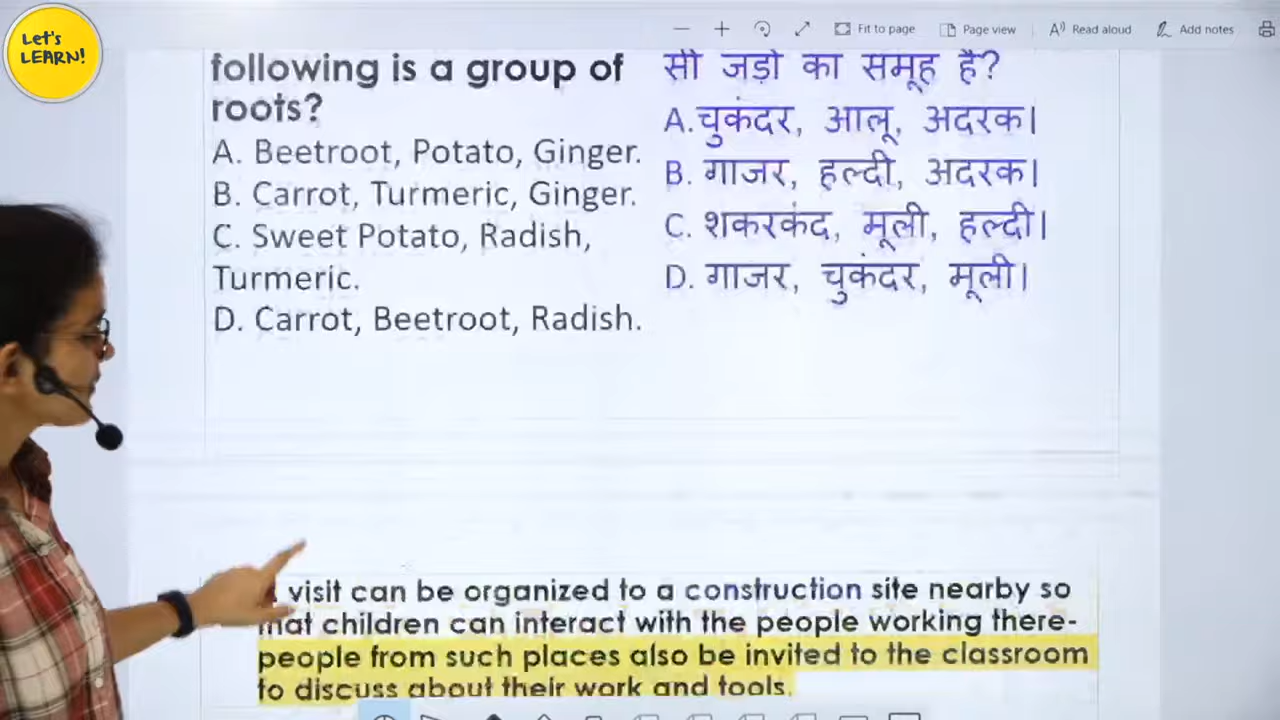 Let's
LEARN!
Fit to page
Page view
Read aloud
Add notes
following is a group of
roots?
A. Beetroot, Potato, Ginger.
B. Carrot, Turmeric, Ginger.
C. Sweet Potato, Radish,
Turmeric.
D. Carrot, Beetroot, Radish.
सी जड़ों का समूह है?
A.चुकंदर, आलू, अदरक।
B. गाजर, हल्दी, अदरक।
C. शकरकंद, मूली, हल्दी।
D. गाजर, चुकंदर, मूली।
visit can be organized to a construction site nearby so
that children can interact with the people working there-
people from such places also be invited to the classroom
to discuss about their work and tools.